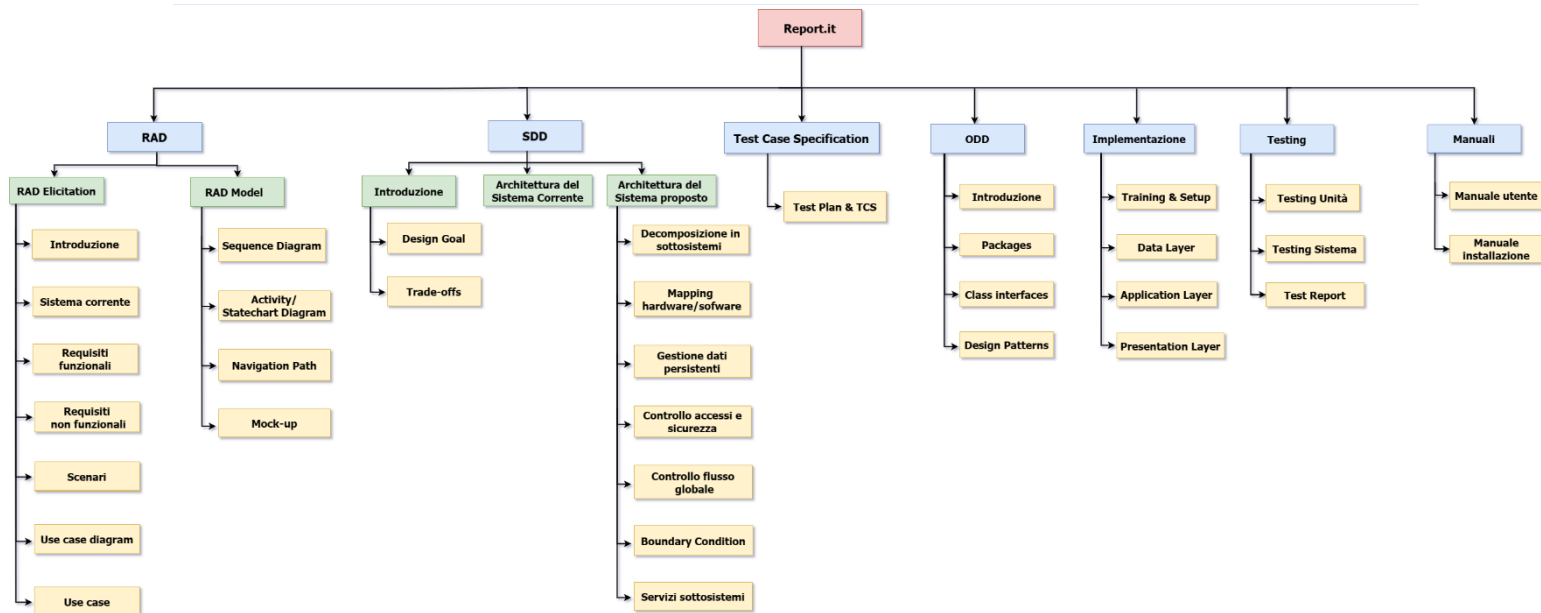 Report.it
RAD
SDD
Test Case Specification
ODD
Implementazione
Testing
Manuali
RAD Elicitation
RAD Model
Introduzione
Architettura del
Sistema Corrente
Architettura del
Sistema proposto
Introduzione
Sistema corrente
Requisiti
funzionali
Requisiti
non funzionali
Scenari
Use case diagram
Use case
Sequence Diagram
Activity/
Statechart Diagram
Navigation Path
Mock-up
Design Goal
Trade-offs
Decomposizione in
sottosistemi
Mapping
hardware/sofware
Gestione dati
persistenti
Controllo accessi e
sicurezza
Controllo flusso
globale
Boundary Condition
Servizi sottosistemi
Test Plan & TCS
Introduzione
Packages
Class interfaces
Design Patterns
Training & Setup
Data Layer
Application Layer
Presentation Layer
Testing Unità
Testing Sistema
Test Report
Manuale utente
Manuale
installazione